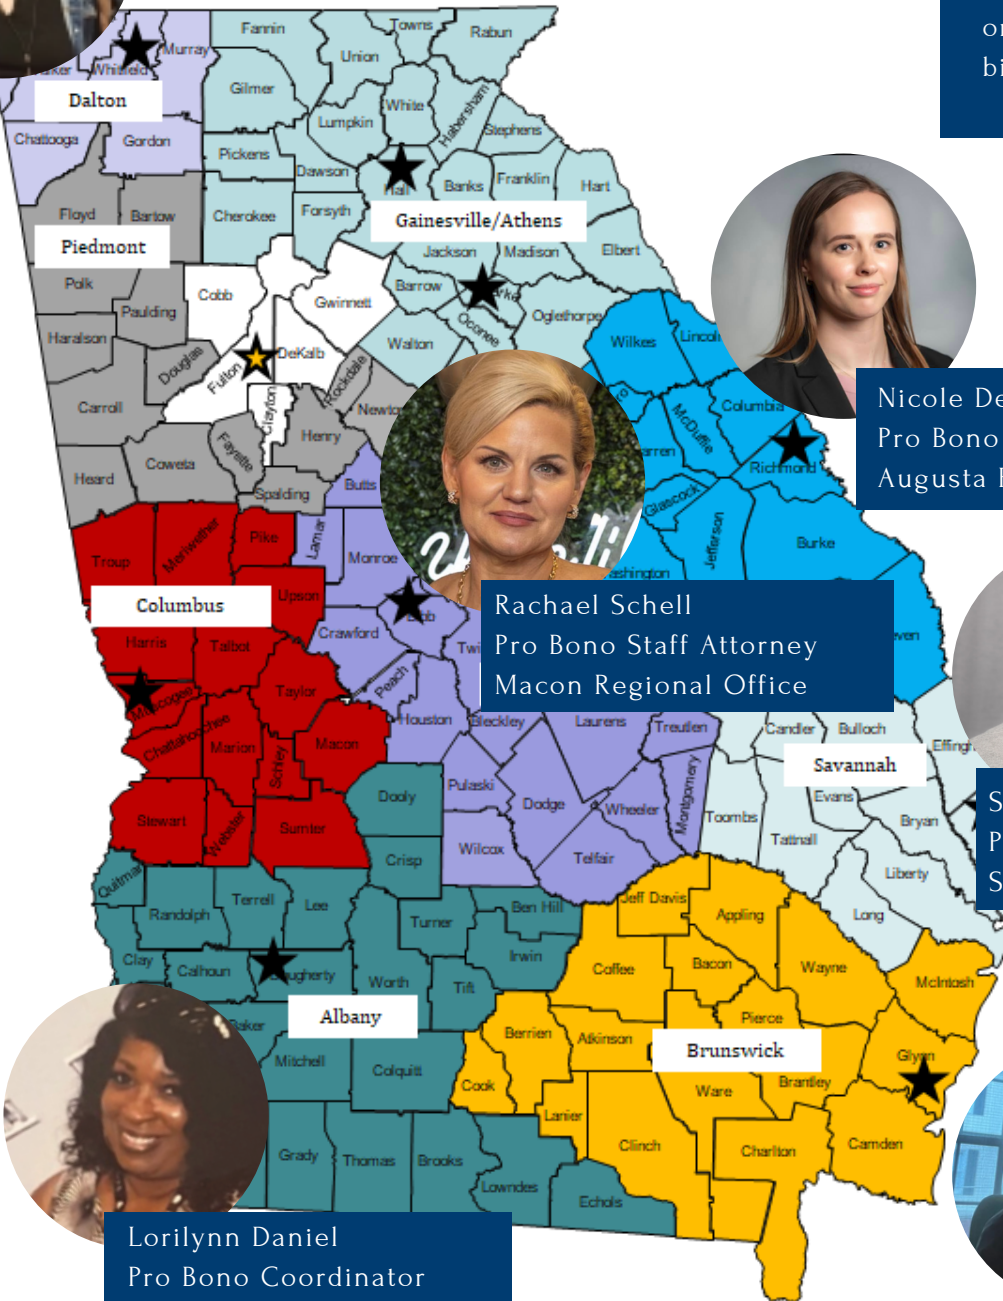 Fannin
Towns
Rabun
Union
Murray
Whitfield
Dalton
Gilmer
White
Habersham
Lumpkin
Stephens
Chattooga
Gordon
Pickens
Dawson
Hall
Banks
Franklin
Hart
Floyd
Bartow
Cherokee
Forsyth
Gainesville/Athens
Piedmont
Jackson
Madison
Elbert
Polk
Cobb
Gwinnett
Barrow
Paulding
Oconee
Oglethorpe
Haralson
Douglas
Fulton
DeKalb
Walton
Wilkes
Rockdale
Carroll
Clayton
Henry
McDuffie
Columbia
Nicole
Pro Bono
Augusta
Heard
Coweta
Fayette
Spalding
Butts
Richmond
Glascock
Jefferson
Burke
Troup
Meriwether
Pike
Lamar
Monroe
Columbus
Upson
Crawford
Rachael Schell
Pro Bono Staff Attorney
Macon Regional Office
Harris
Talbot
Taylor
Peach
Muscogee
Chattahoochee
Marion
Schley
Macon
Houston
Bleckley
Laurens
Treutlen
Candler
Bulloch
Savannah
Pulaski
Dodge
Wheeler
Montgomery
Toombs
Evans
Bryan
Tattnall
Dooly
Stewart
Webster
Sumter
Wilcox
Telfair
Liberty
Crisp
Quitman
Randolph
Terrell
Lee
Turner
Ben Hill
Jeff Davis
Appling
Long
Clay
Calhoun
Dougherty
Worth
Irwin
Tift
Coffee
Bacon
Wayne
McIntosh
Albany
Berrien
Atkinson
Pierce
Brunswick
Glynn
Mitchell
Colquitt
Cook
Ware
Brantley
Lanier
Clinch
Charlton
Camden
Grady
Thomas
Brooks
Lowndes
Echols
Lorilynn Daniel
Pro Bono Coordinator